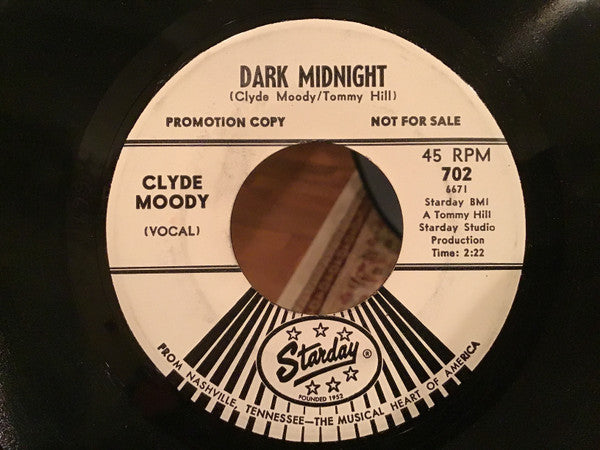 DARK MIDNIGHT
(Clyde Moody/Tommy Hill)
PROMOTION COPY NOT FOR SALE
CLYDE
MOODY
(VOCAL)
45 RPM
702
6671
Starday BMI
A Tommy Hill
Starday Studio
Production
Time: 2:22
Starday ®
FOUNDED 1952
FROM NASHVILLE, TENNESSEE—THE MUSICAL HEART OF AMERICA